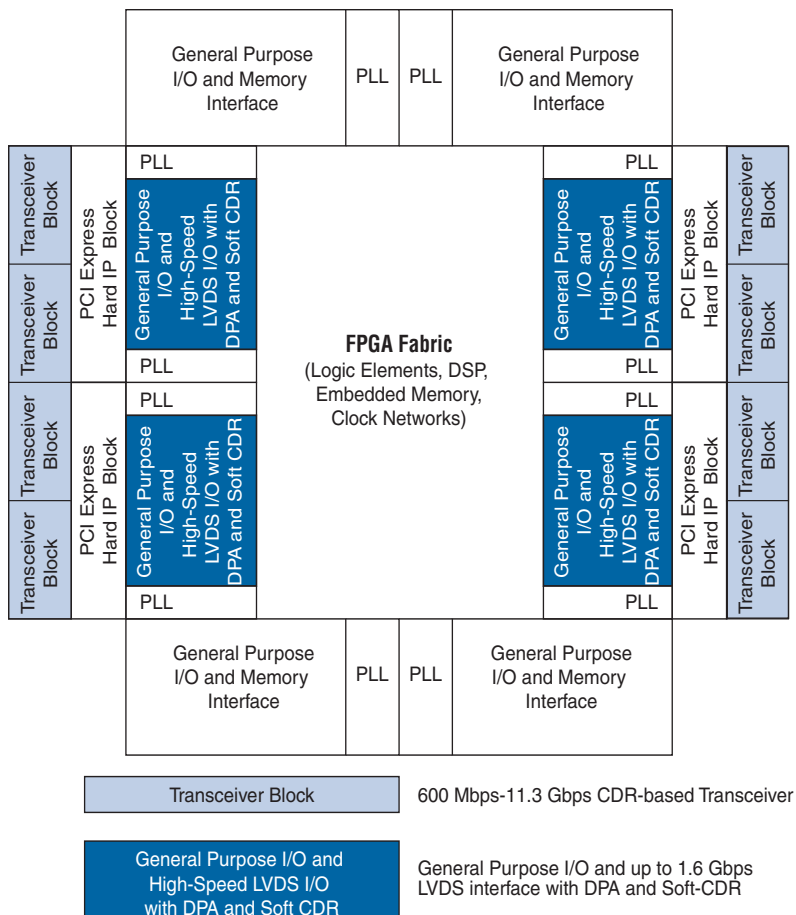 General Purpose
I/O and Memory
Interface
PLL
PLL
General Purpose
I/O and Memory
Interface
Transceiver
Block
Transceiver
Block
PCI Express
Hard IP Block
PLL
General Purpose
I/O and
High-Speed
LVDS I/O with
DPA and Soft CDR
PLL
Transceiver
Block
Transceiver
Block
PCI Express
Hard IP Block
PLL
General Purpose
I/O and
High-Speed
LVDS I/O with
DPA and Soft CDR
PLL
FPGA Fabric
(Logic Elements, DSP,
Embedded Memory,
Clock Networks)
PLL
General Purpose
I/O and
High-Speed
LVDS I/O with
DPA and Soft CDR
PLL
PCI Express
Hard IP Block
Transceiver
Block
Transceiver
Block
PLL
General Purpose
I/O and
High-Speed
LVDS I/O with
DPA and Soft CDR
PLL
PCI Express
Hard IP Block
Transceiver
Block
Transceiver
Block
General Purpose
I/O and Memory
Interface
PLL
PLL
General Purpose
I/O and Memory
Interface
Transceiver Block
600 Mbps-11.3 Gbps CDR-based Transceiver
General Purpose I/O and
High-Speed LVDS I/O
with DPA and Soft CDR
General Purpose I/O and up to 1.6 Gbps
LVDS interface with DPA and Soft-CDR